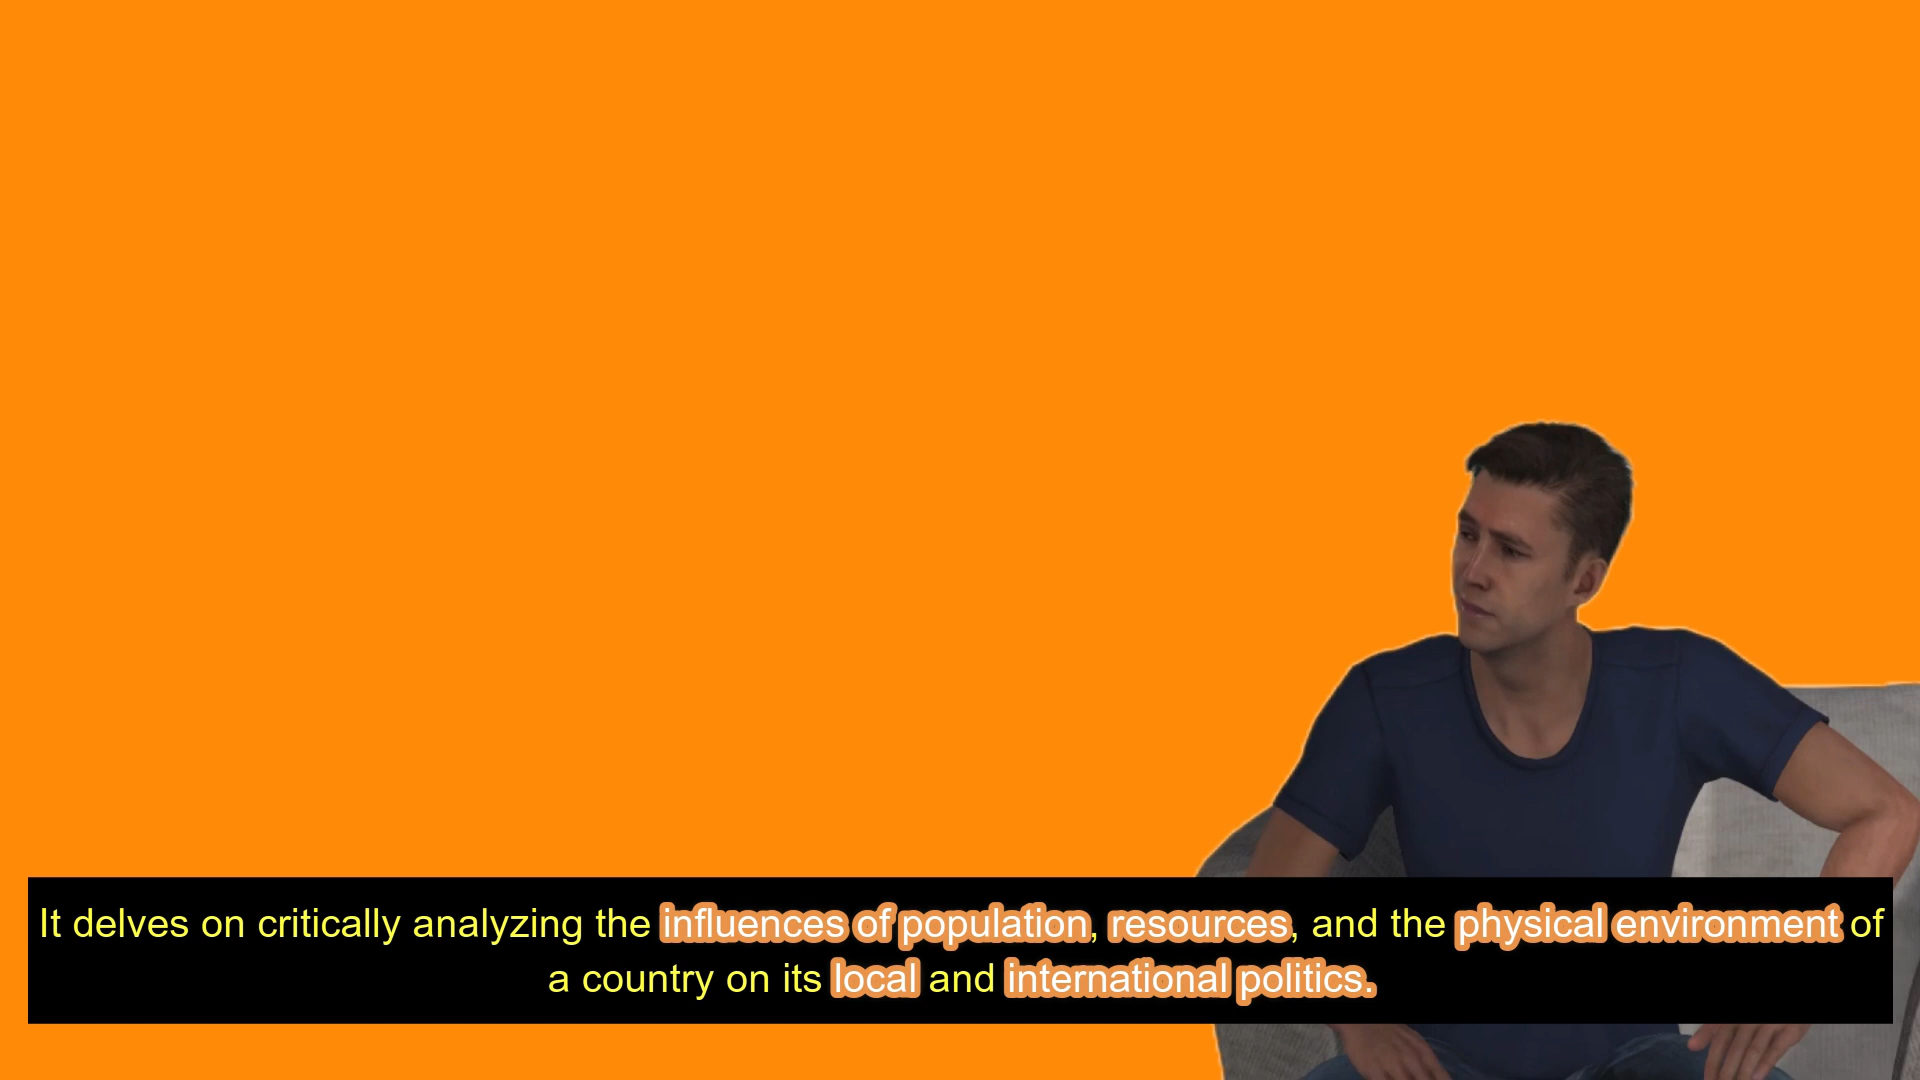 It delves on critically analyzing the influences of population, resources, and the physical environment of
a country on its local and international politics.